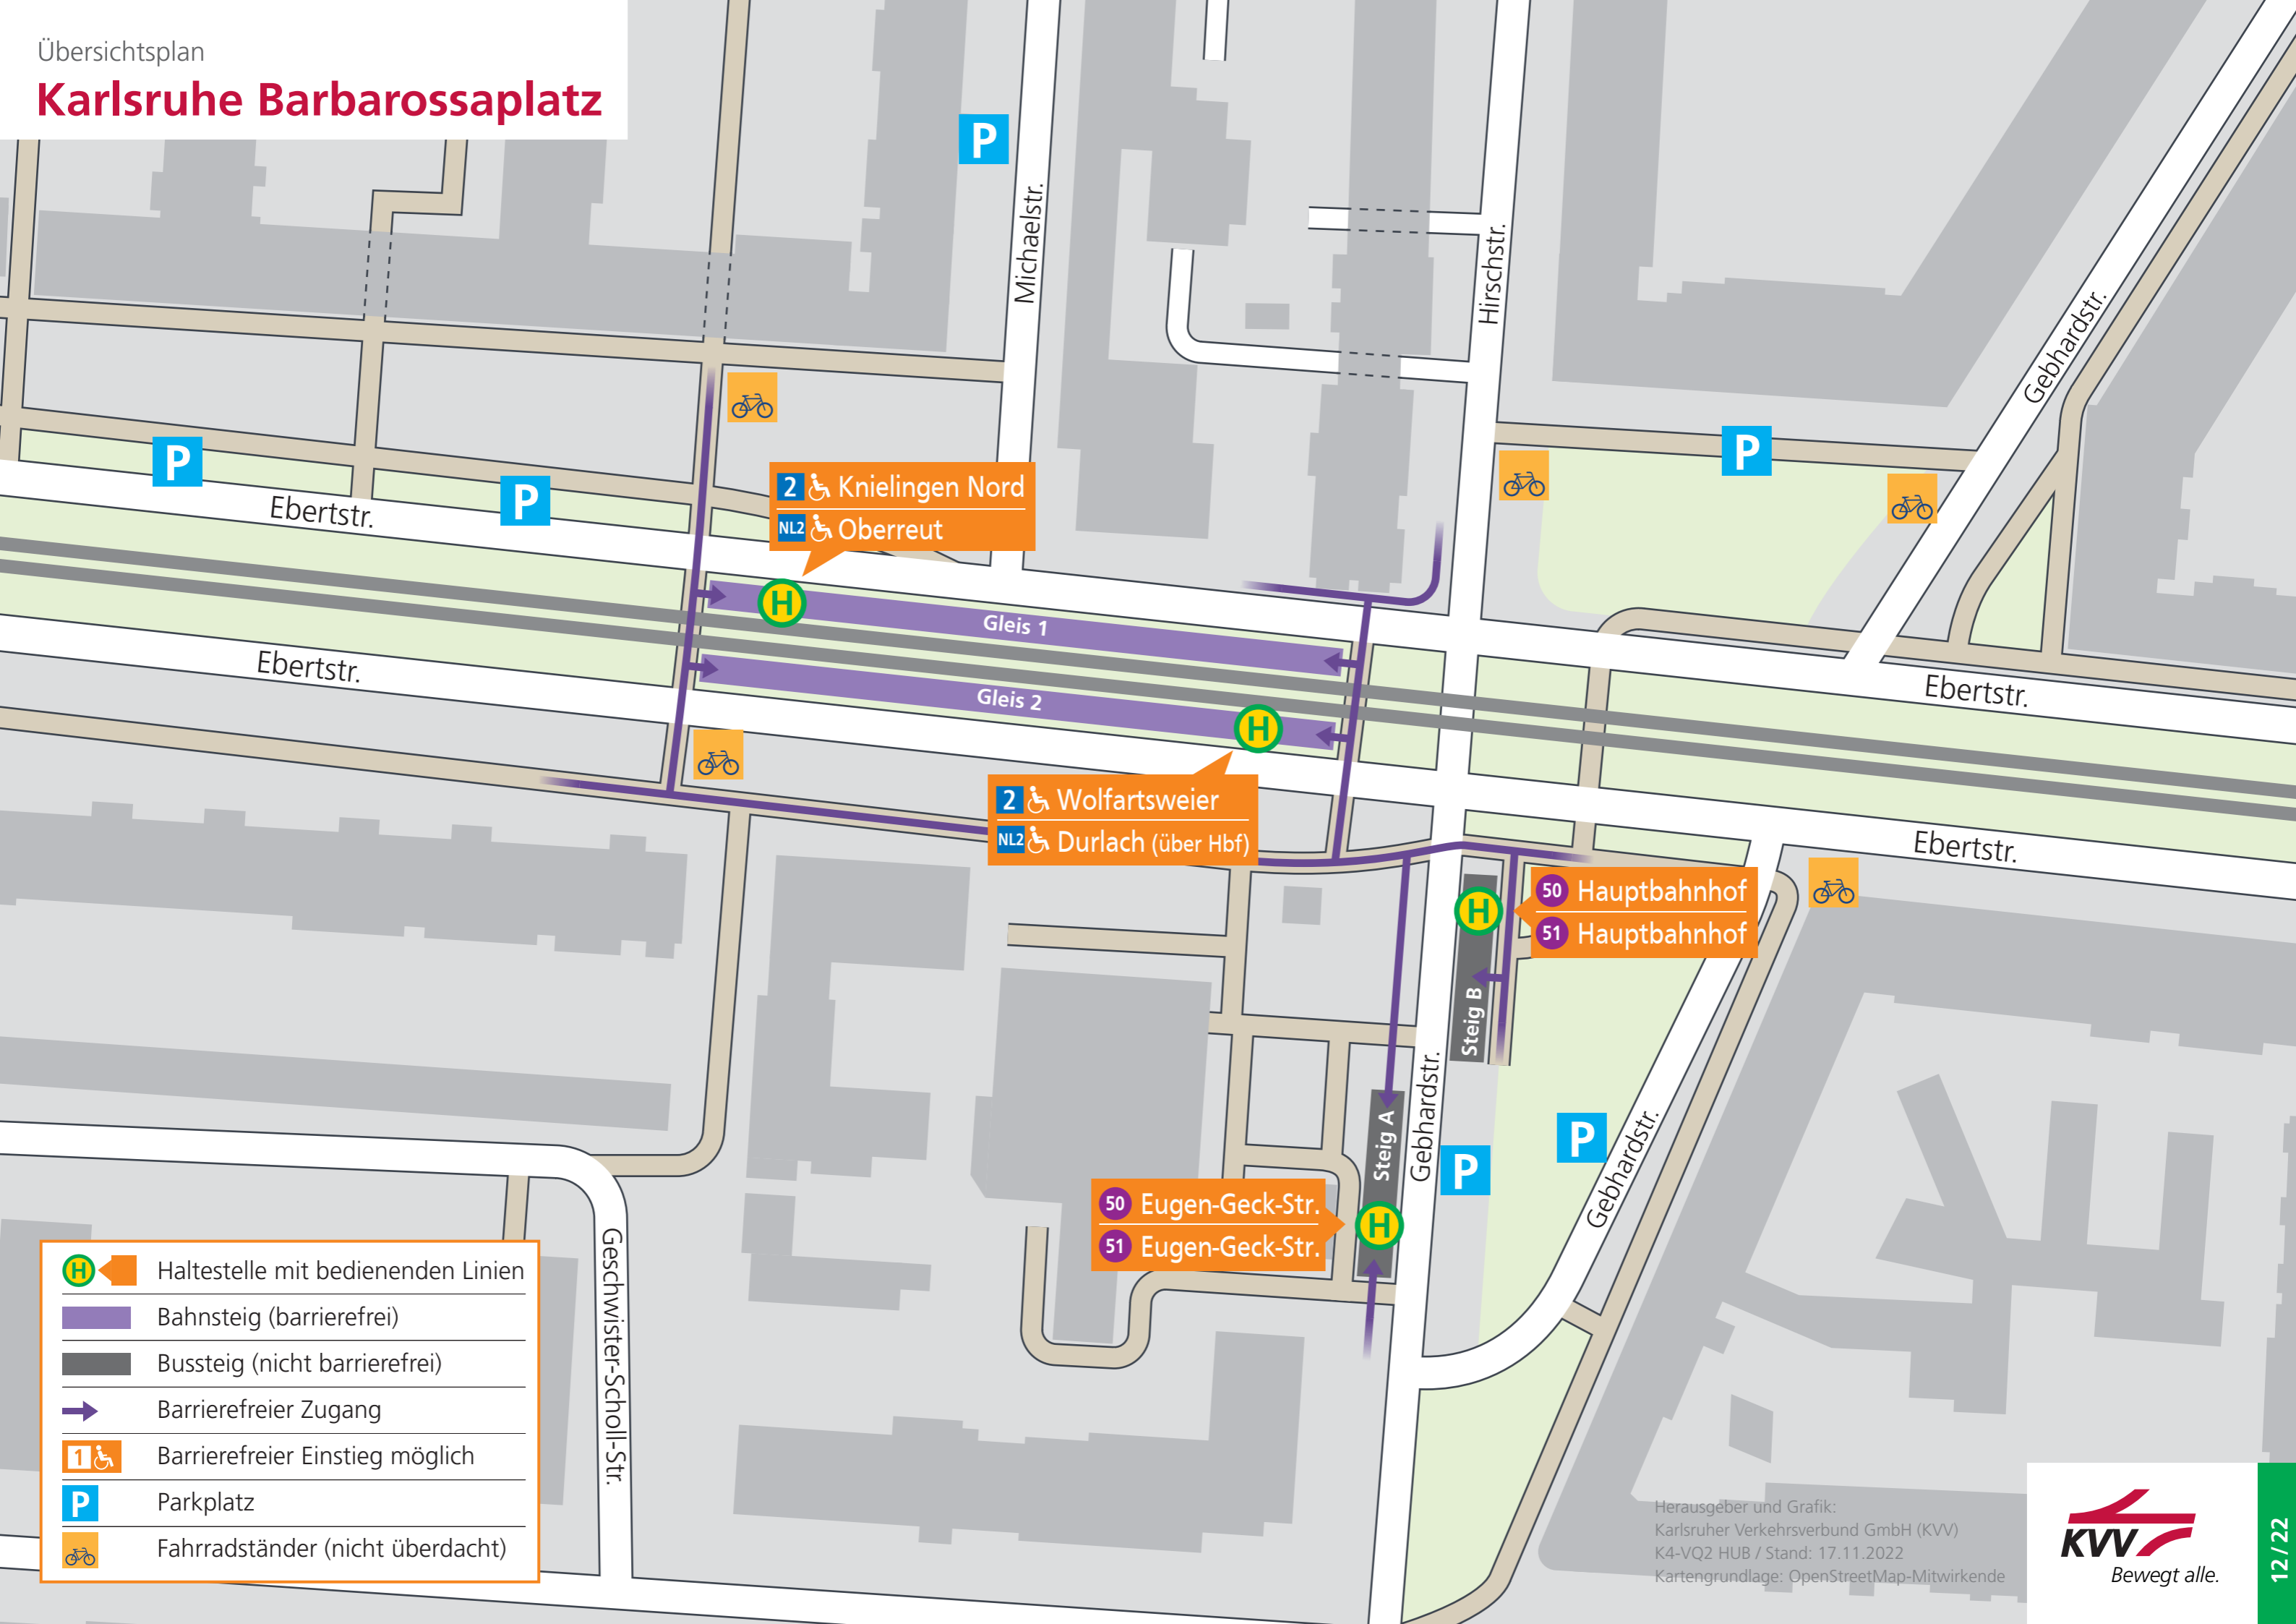 Übersichtsplan
Karlsruhe Barbarossaplatz
P
Michaelstr.
Hirschstr.
Gebhardstr.
P
P
P
Ebertstr.
2 Knielingen Nord
NL2 Oberreut
H
Gleis 1
Ebertstr.
Gleis 2
H
Ebertstr.
2 Wolfartsweier
NL2 Durlach (über Hbf)
Ebertstr.
50 Hauptbahnhof
51 Hauptbahnhof
H
Steig B
Gebhardstr.
Steig A
P
P
Gebhardstr.
50 Eugen-Geck-Str.
51 Eugen-Geck-Str.
H
Geschwister-Scholl-Str.
H Haltestelle mit bedienenden Linien
Bahnsteig (barrierefrei)
Bussteig (nicht barrierefrei)
Barrierefreier Zugang
1 Barrierefreier Einstieg möglich
P Parkplatz
Fahrradständer (nicht überdacht)
Herausgeber und Grafik:
Karlsruher Verkehrsverbund GmbH (KVV)
K4-VQ2 HUB / Stand: 17.11.2022
Kartengrundlage: OpenStreetMap-Mitwirkende
KVV
Bewegt alle.
12/22